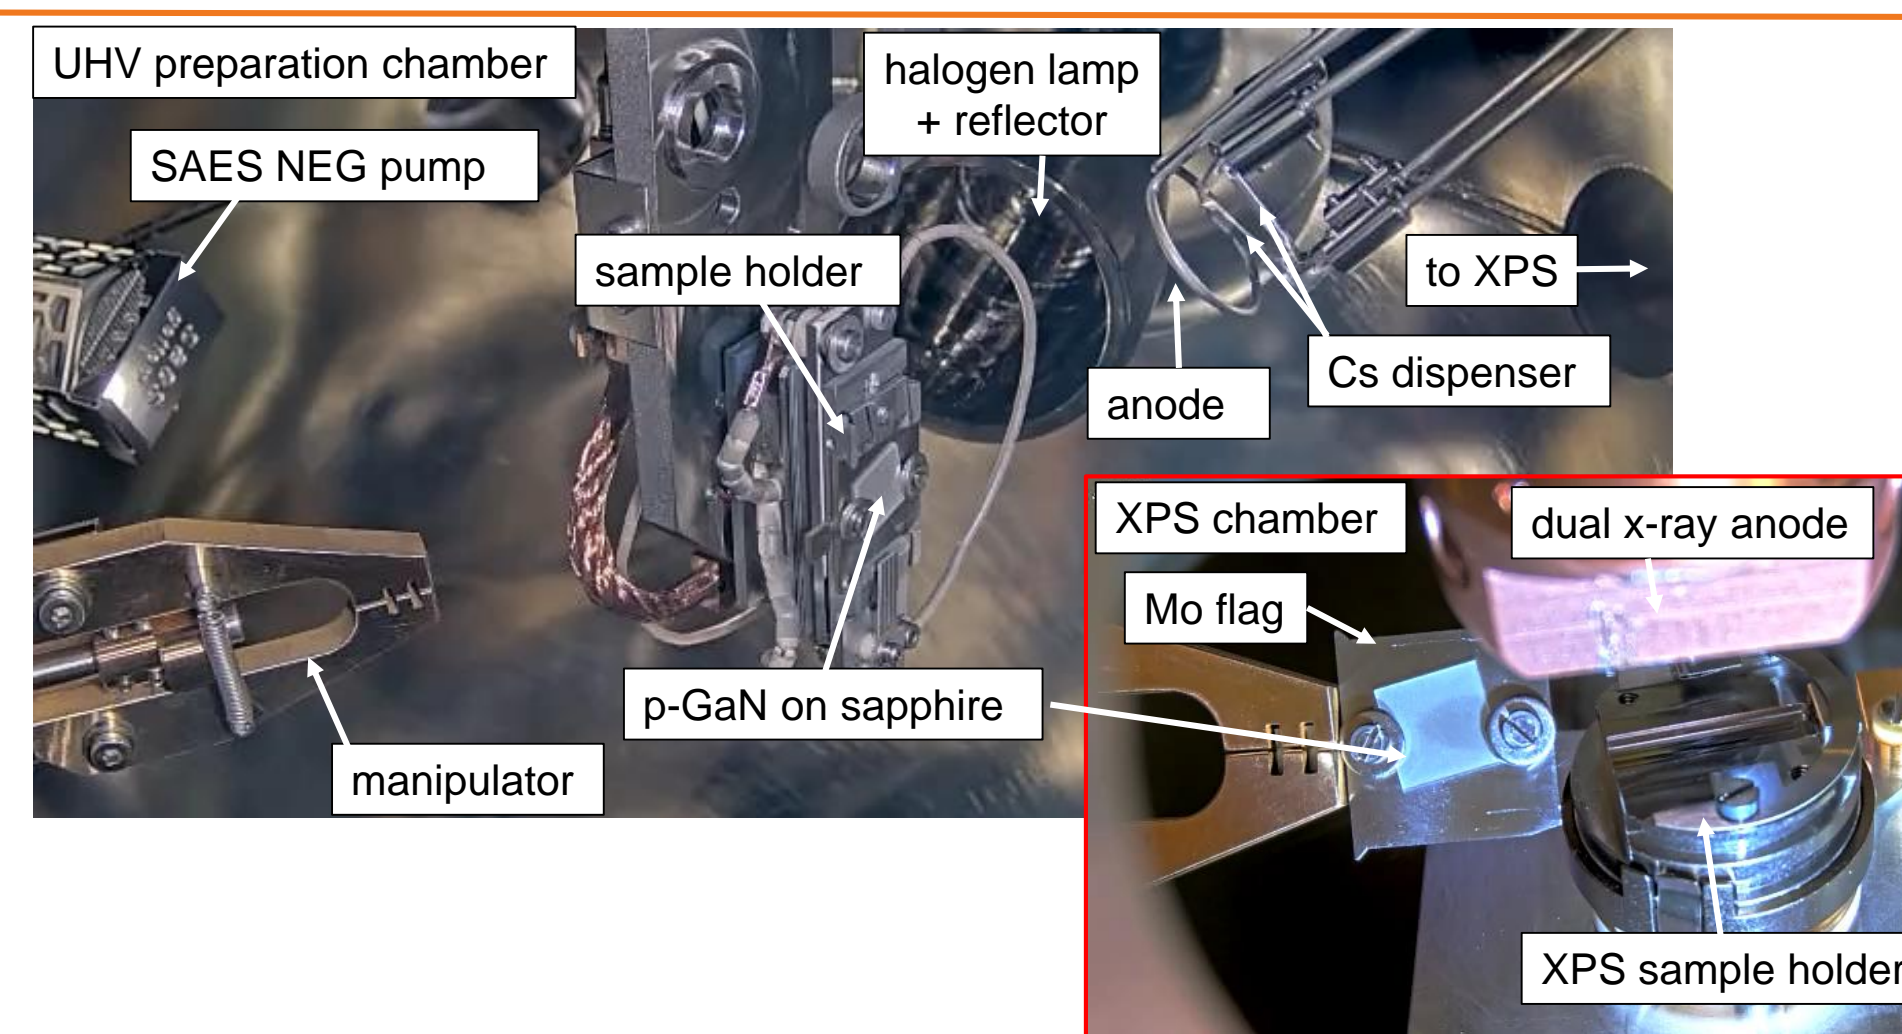 UHV preparation chamber
SAES NEG pump
halogen lamp
+ reflector
sample holder
to XPS
Cs dispenser
anode
p-GaN on sapphire
manipulator
XPS chamber
dual x-ray anode
Mo flag
XPS sample holder